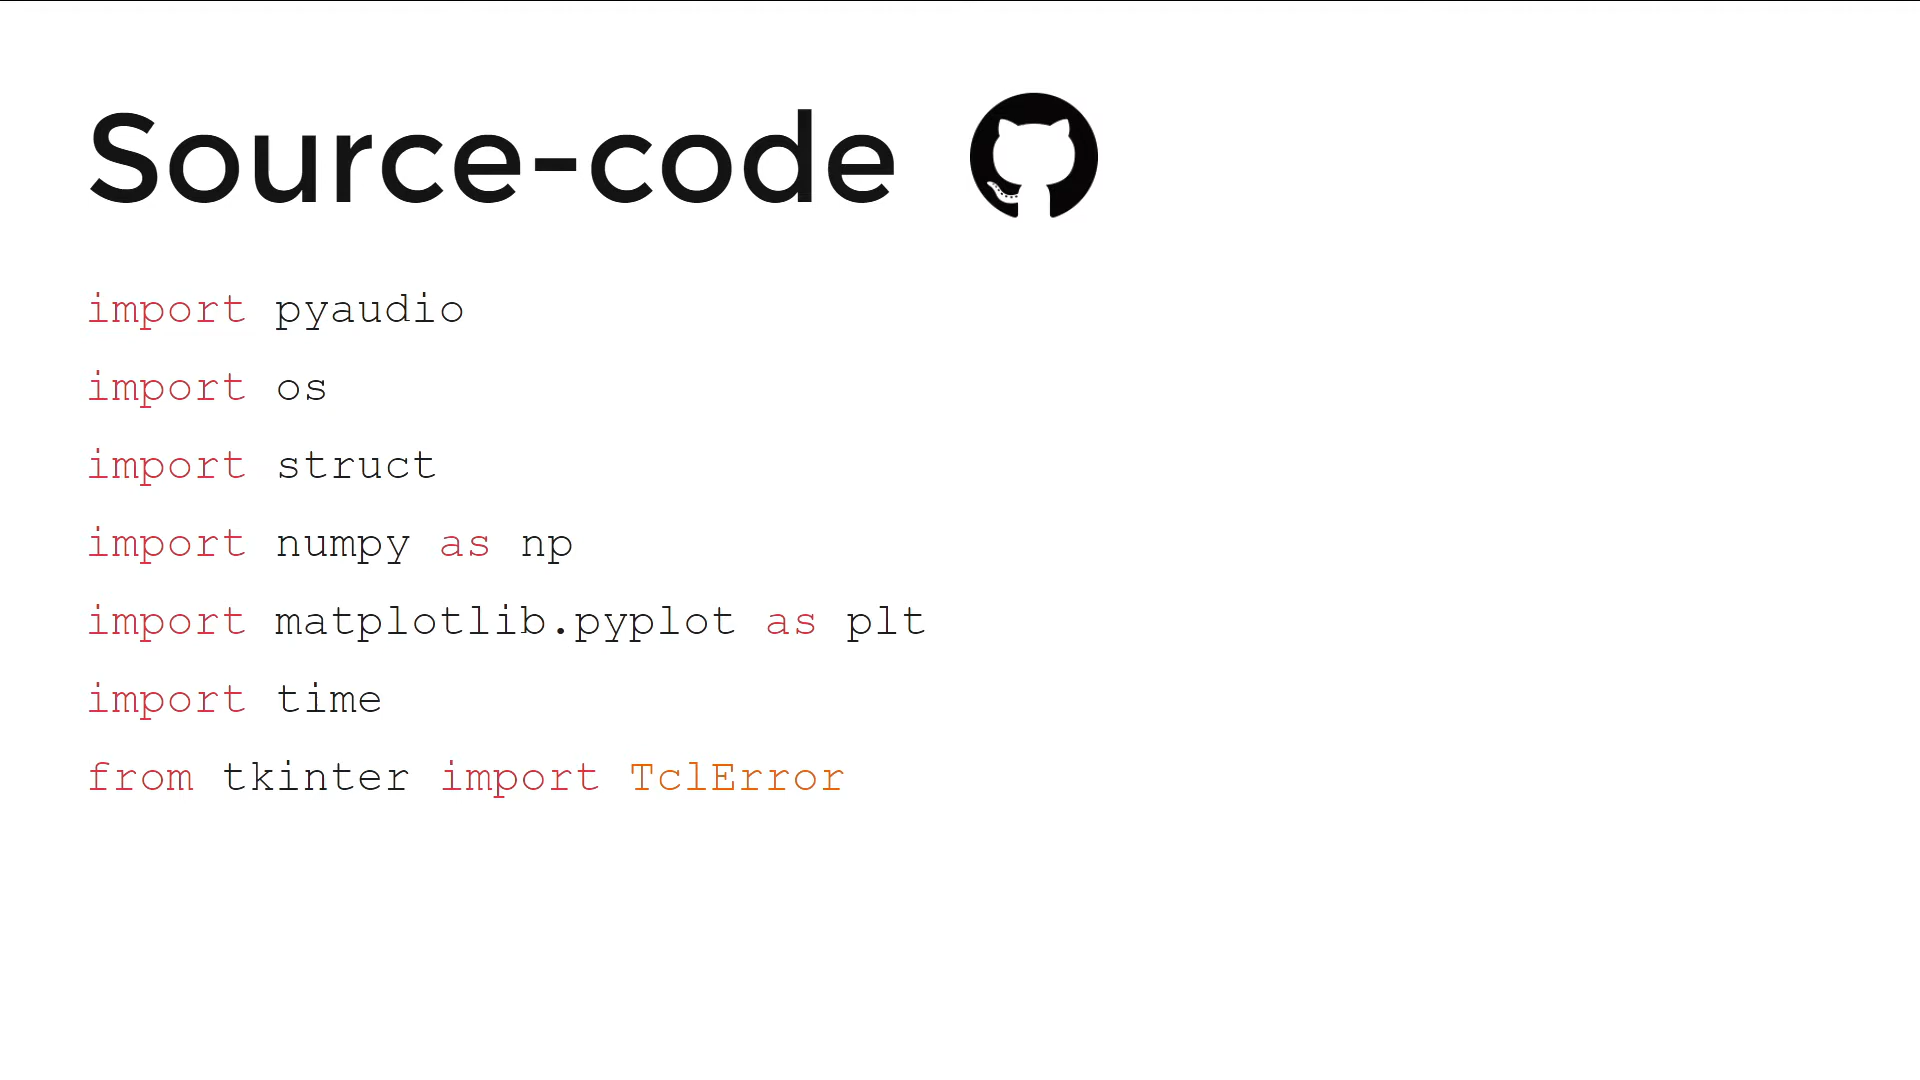 Source-code
import pyaudio
import os
import struct
import numpy as np
import matplotlib.pyplot as plt
import time
from tkinter import TclError